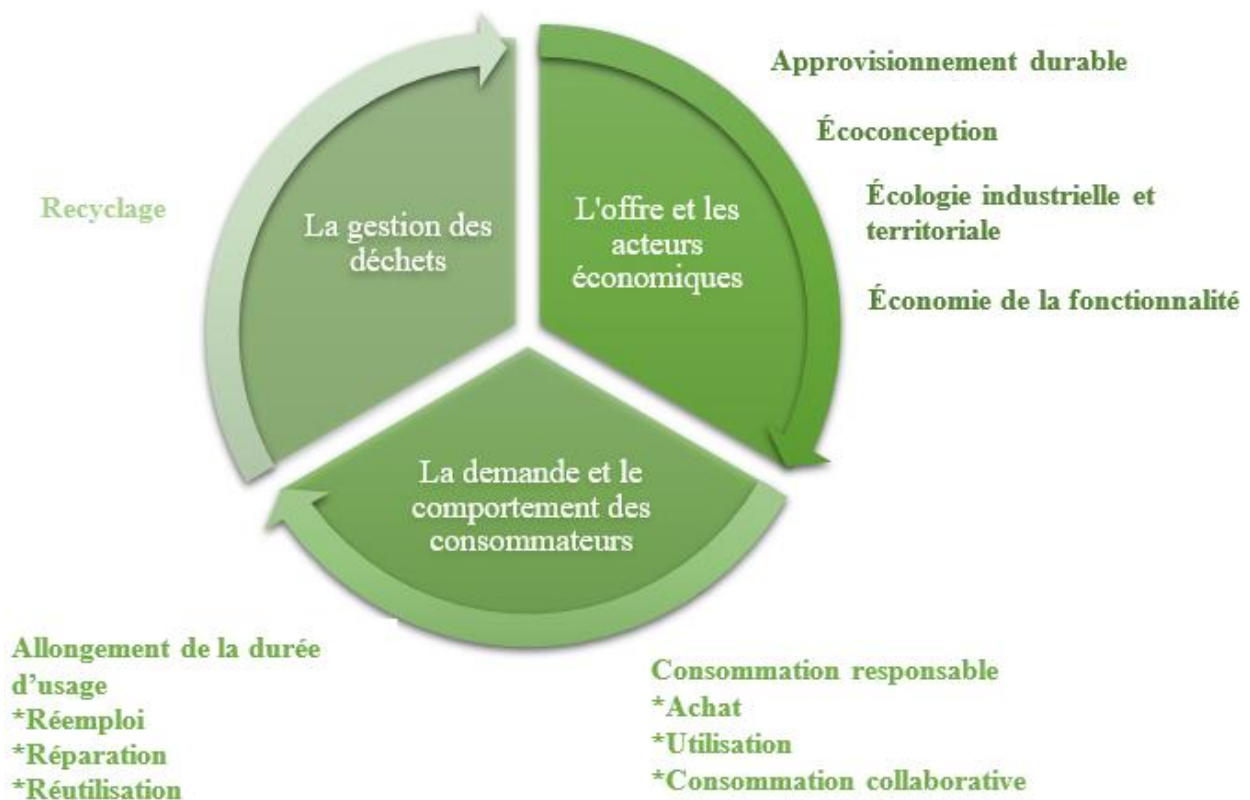 Approvisionnement durable
Écoconception
Écologie industrielle et
territoriale
Économie de la fonctionnalité
L'offre et les
acteurs
économiques
Recyclage
La gestion des
déchets
La demande et le
comportement des
consommateurs
Consommation responsable
*Achat
*Utilisation
*Consommation collaborative
Allongement de la durée
d’usage
*Réemploi
*Réparation
*Réutilisation